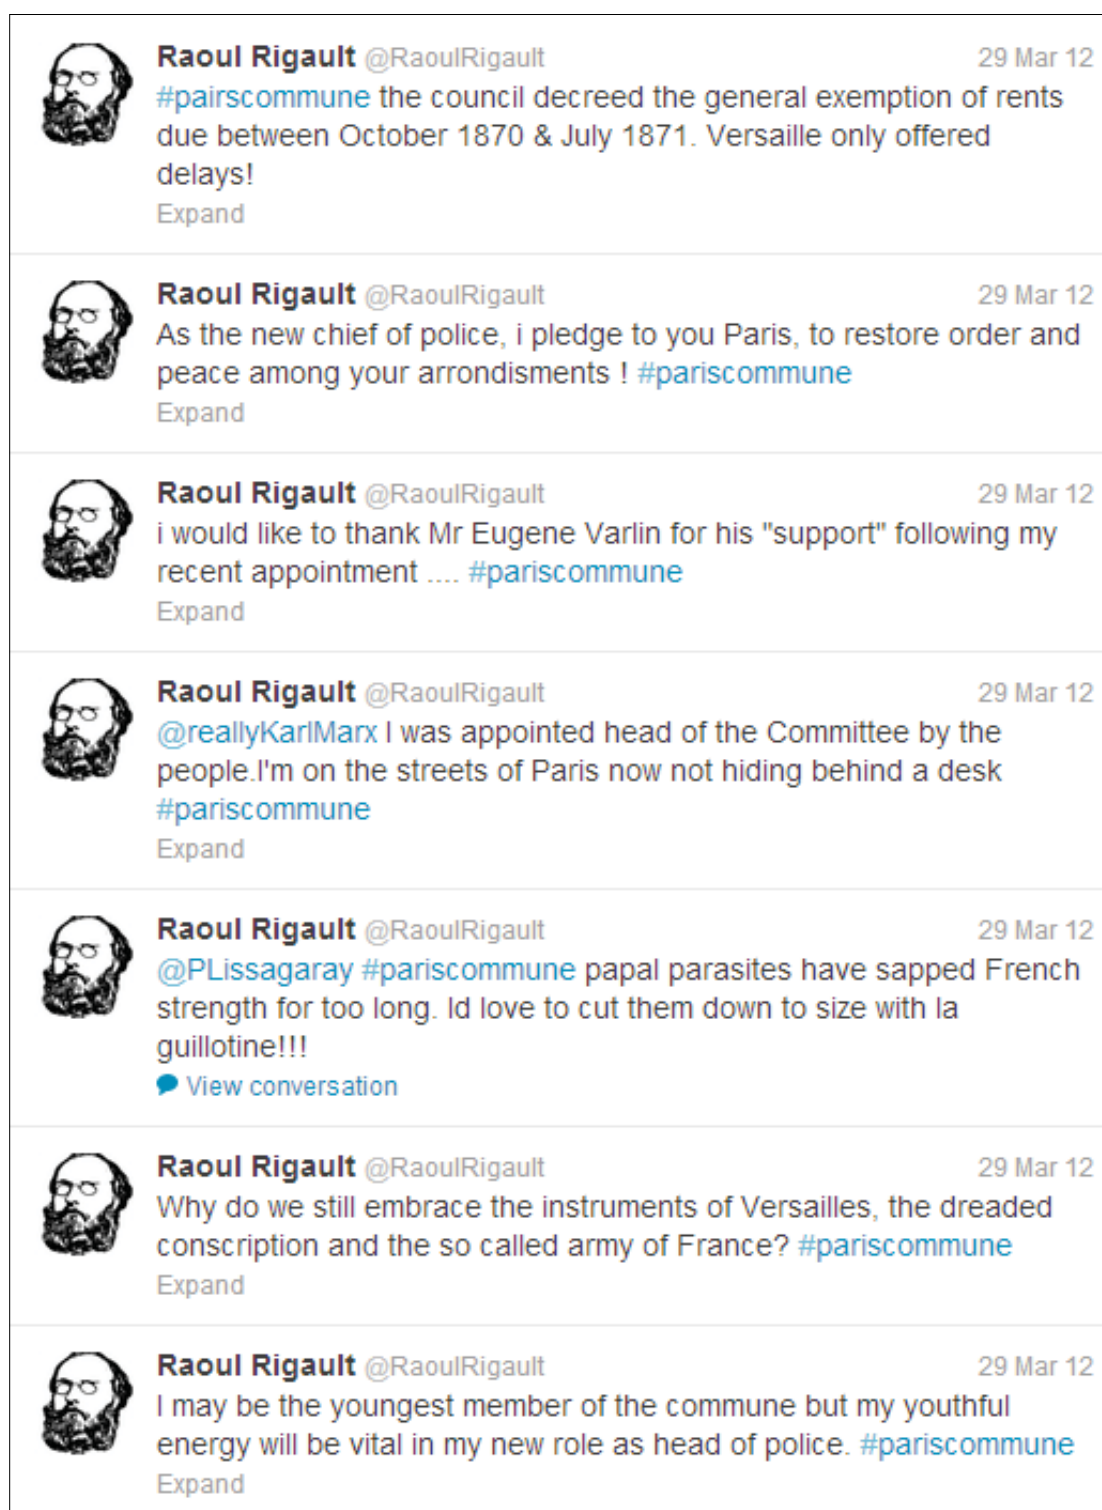 Raoul Rigault @RaoulRigault 29 Mar 12
#pairscommune the council decreed the general exemption of rents
due between October 1870 & July 1871. Versaille only offered
delays!
Expand
Raoul Rigault @RaoulRigault 29 Mar 12
As the new chief of police, i pledge to you Paris, to restore order and
peace among your arrondisments ! #pariscommune
Expand
Raoul Rigault @RaoulRigault 29 Mar 12
i would like to thank Mr Eugene Varlin for his "support" following my
recent appointment .... #pariscommune
Expand
Raoul Rigault @RaoulRigault 29 Mar 12
@reallyKarlMarx I was appointed head of the Committee by the
people.I'm on the streets of Paris now not hiding behind a desk
#pariscommune
Expand
Raoul Rigault @RaoulRigault 29 Mar 12
@PLissagaray #pariscommune papal parasites have sapped French
strength for too long. Id love to cut them down to size with la
guillotine!!!
View conversation
Raoul Rigault @RaoulRigault 29 Mar 12
Why do we still embrace the instruments of Versailles, the dreaded
conscription and the so called army of France? #pariscommune
Expand
Raoul Rigault @RaoulRigault 29 Mar 12
I may be the youngest member of the commune but my youthful
energy will be vital in my new role as head of police. #pariscommune
Expand